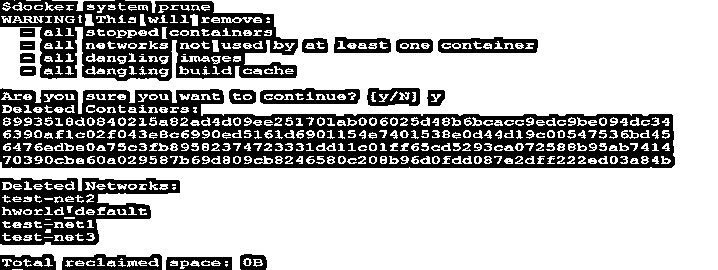 $docker system prune
WARNING! This will remove:
- all stopped containers
- all networks not used by at least one container
- all dangling images
- all dangling build cache
Are you sure you want to continue? [y/N] y
Deleted Containers:
8993518d0840215a82ad4d09ee251701ab006025d48b6bcacc9edc9be094dc34
6390af1c02f043e8c6990ed5161d6901154e7401538e0d44d19c00547536bd45
6476edbe0a75c3fb89582374723331dd11c01ff65cd5293ca072588b95ab7414
70390cbe60a029587b69d809cb8246580c208b96d0fdd087e2dff222ed03a84b
Deleted Networks:
test-net2
hworld_default
test-net1
test-net3
Total reclaimed space: 0B